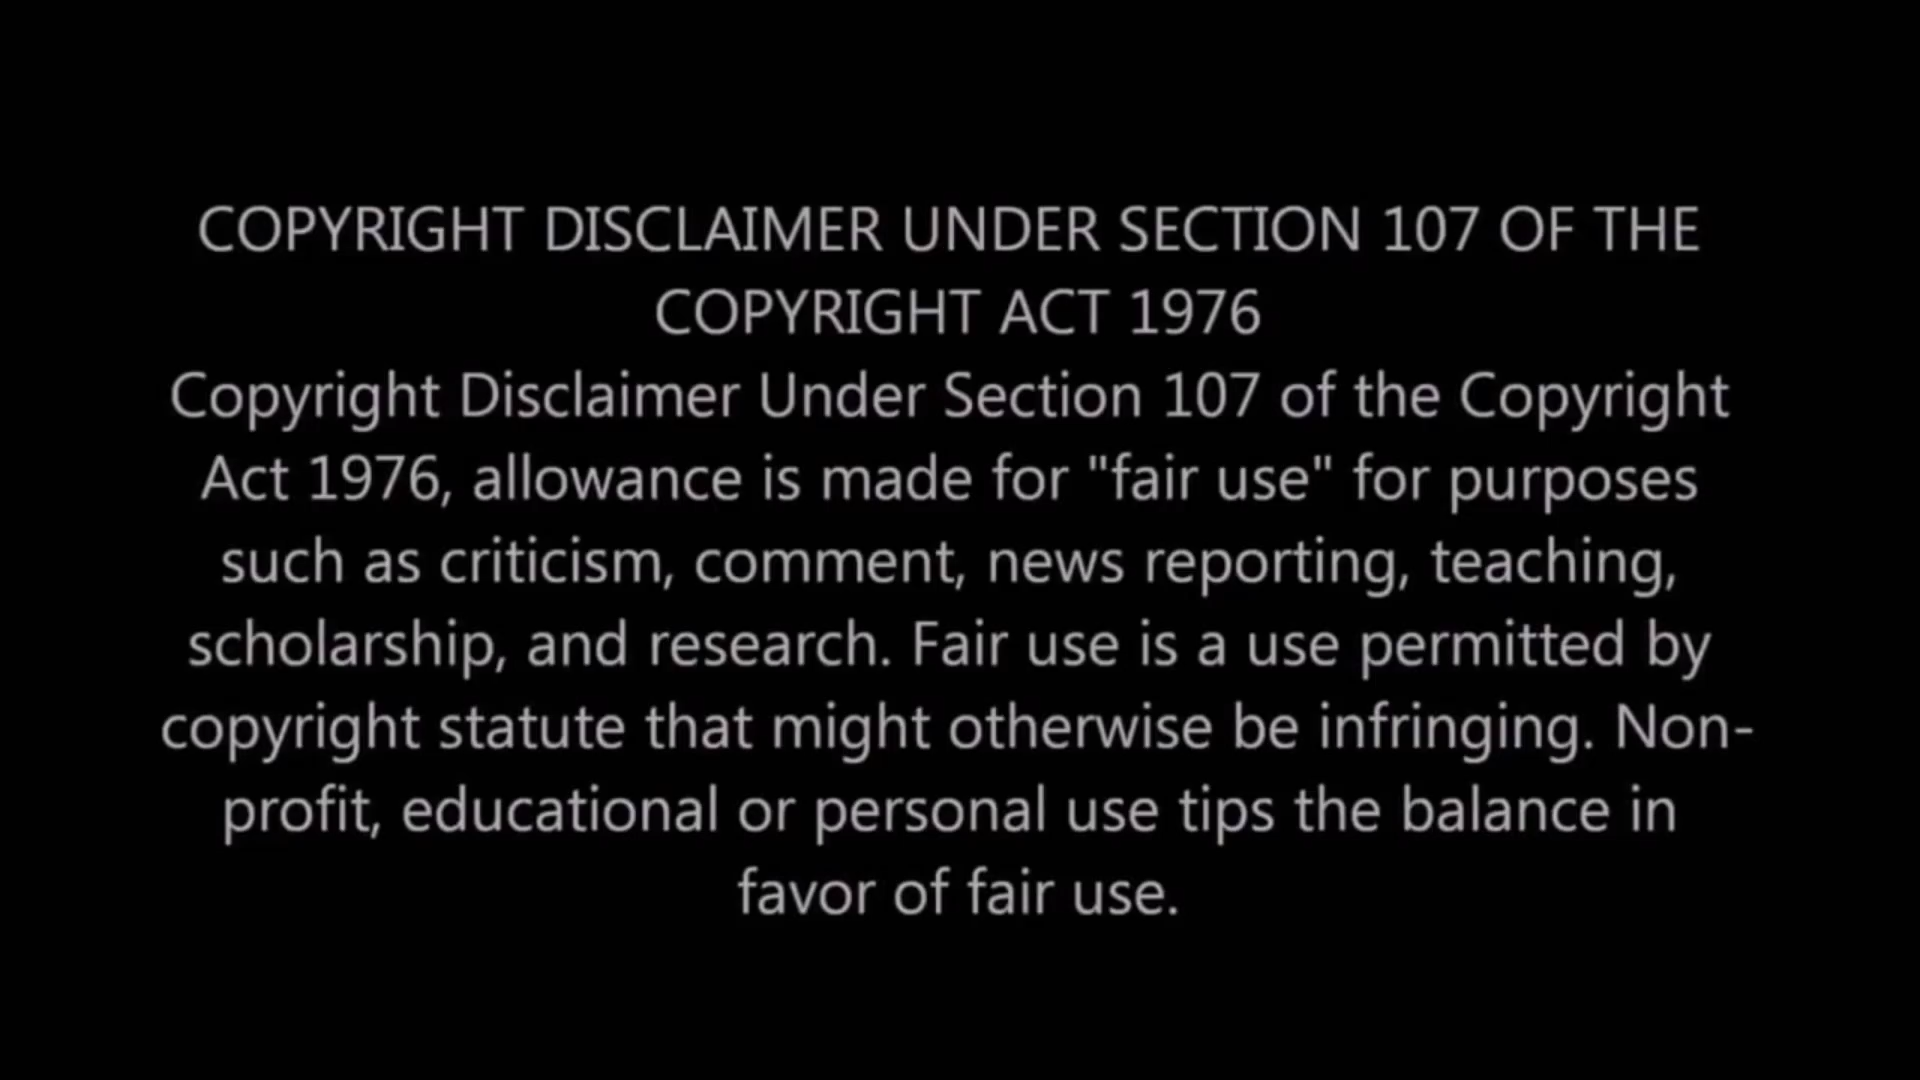 COPYRIGHT DISCLAIMER UNDER SECTION 107 OF THE
COPYRIGHT ACT 1976
Copyright Disclaimer Under Section 107 of the Copyright
Act 1976, allowance is made for "fair use" for purposes
such as criticism, comment, news reporting, teaching,
scholarship, and research. Fair use is a use permitted by
copyright statute that might otherwise be infringing. Non-
profit, educational or personal use tips the balance in
favor of fair use.